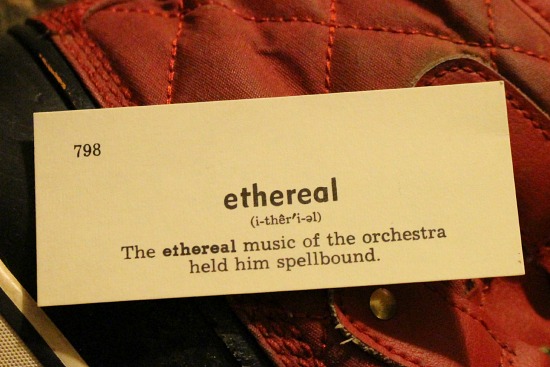 798
ethereal
(i-thêr′i-əl)
The ethereal music of the orchestra
held him spellbound.